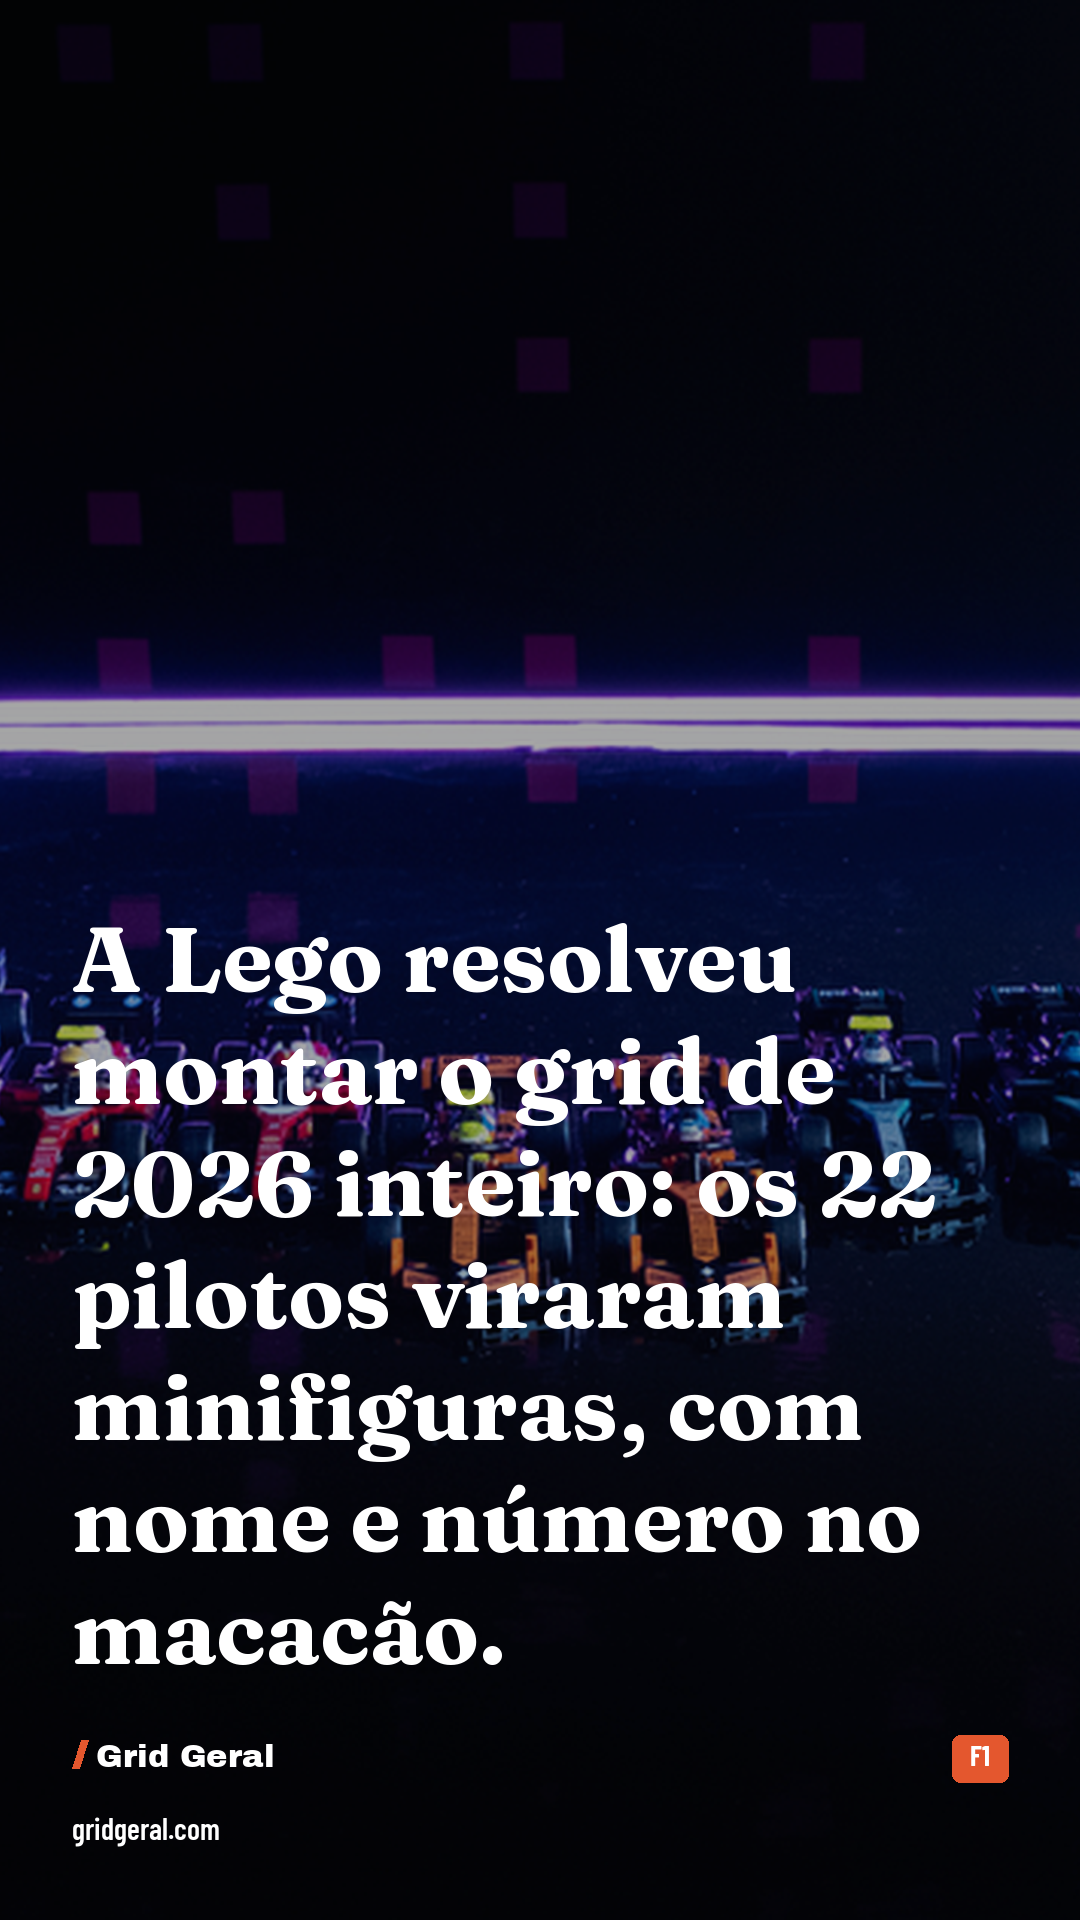 A Lego resolveu
montar o grid de
2026 inteiro: os 22
pilotos viraram
minifiguras, com
nome e número no
macacão.
/ Grid Geral
F1
gridgeral.com